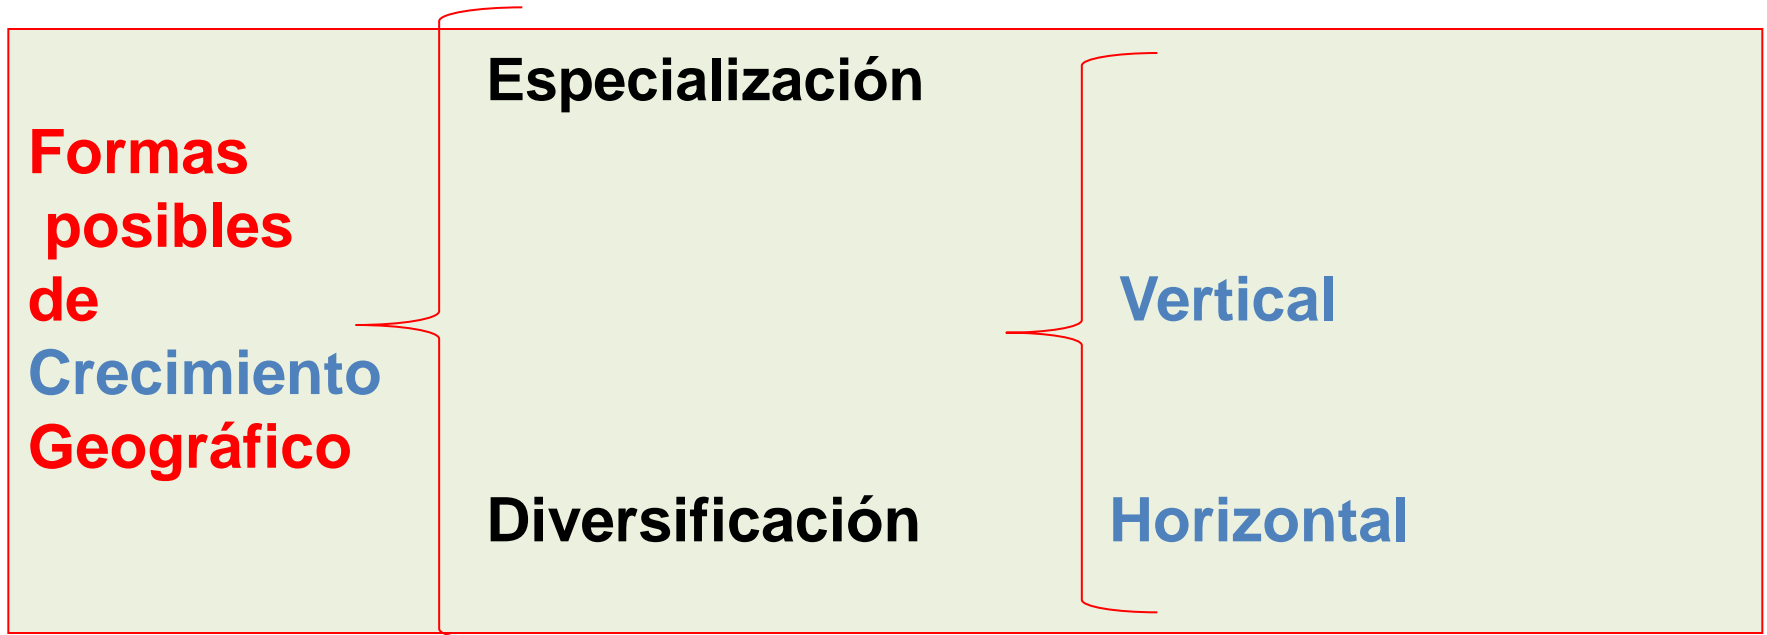 Especialización
Formas
posibles
de
Crecimiento
Geográfico
Vertical
Diversificación
Horizontal